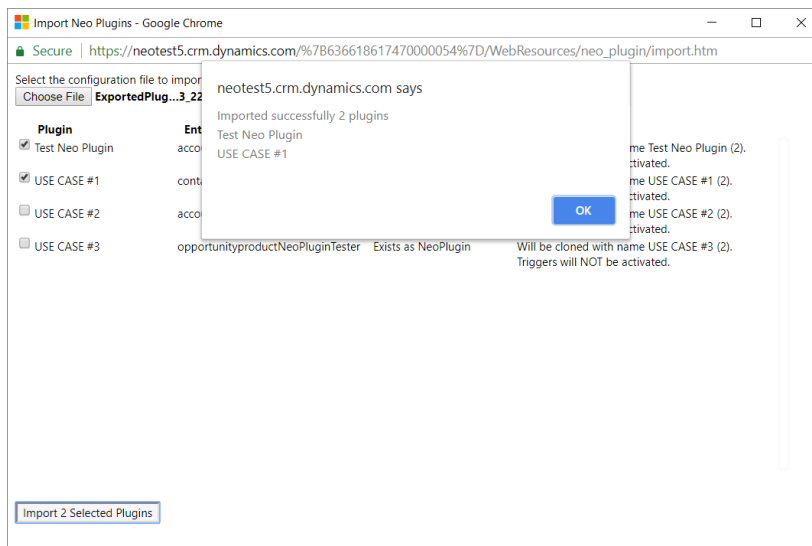 Import Neo Plugins - Google Chrome
Secure | https://neotest5.crm.dynamics.com/%7B636618617470000054%7D/WebResources/neo_plugin/import.htm
Select the configuration file to impor
Choose File ExportedPlug...3_22
neotest5.crm.dynamics.com says
Imported successfully 2 plugins
Test Neo Plugin
USE CASE #1
OK
Plugin Ent
Test Neo Plugin acco me Test Neo Plugin (2).
ctivated.
USE CASE #1 cont me USE CASE #1 (2).
ctivated.
USE CASE #2 acco me USE CASE #2 (2).
ctivated.
USE CASE #3 opportunityproductNeoPluginTester Exists as NeoPlugin Will be cloned with name USE CASE #3 (2).
Triggers will NOT be activated.
Import 2 Selected Plugins